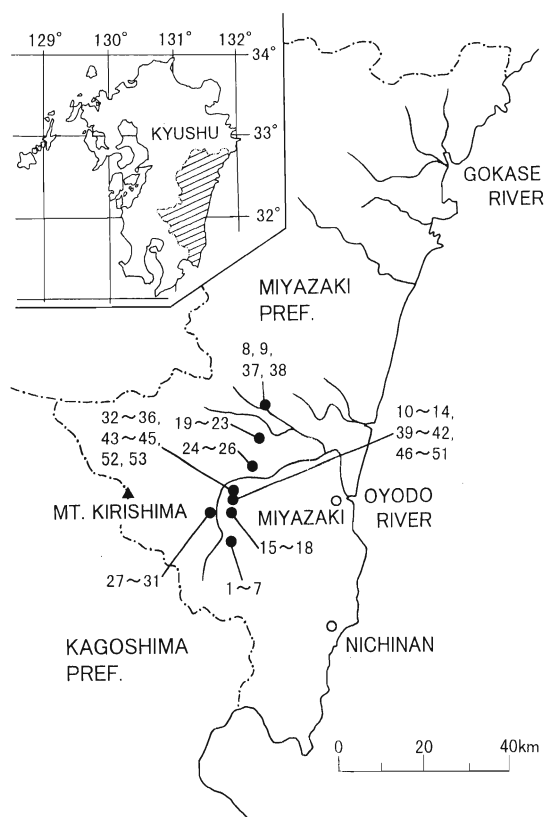 129° 130° 131° 132°
34°
KYUSHU
33°
32°
GOKASE
RIVER
MIYAZAKI
PREF.
8, 9,
37, 38
32～36,
43～45,
52, 53
19～23
24～26
10～14,
39～42,
46～51
MT. KIRISHIMA
MIYAZAKI
OYODO
RIVER
15～18
27～31
1～7
KAGOSHIMA
PREF.
NICHINAN
0 20 40km